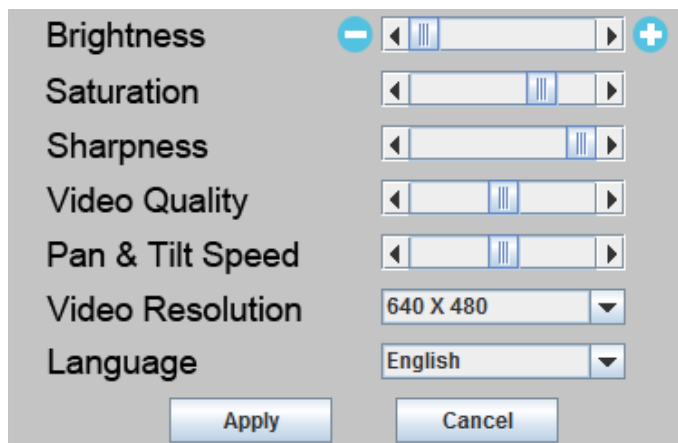 Brightness
Saturation
Sharpness
Video Quality
Pan & Tilt Speed
Video Resolution 640 X 480
Language English
Apply Cancel